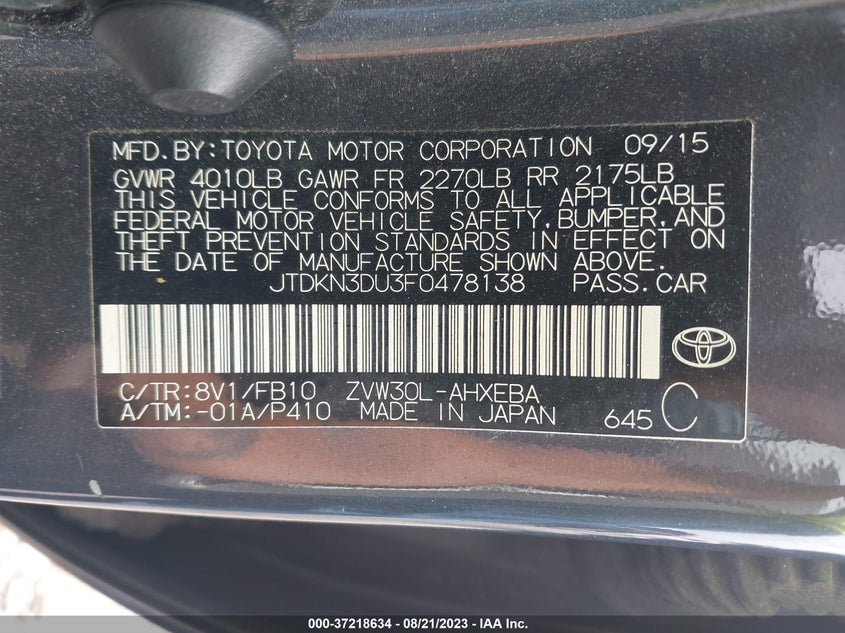 MFD.BY:TOYOTA MOTOR CORPORATION 09/15
GVWR 4010LB GAWR FR 2270LB RR 2175LB
THIS VEHICLE CONFORMS TO ALL APPLICABLE
FEDERAL MOTOR VEHICLE SAFETY,BUMPER,AND
THEFT PREVENTION STANDARDS IN EFFECT ON
THE DATE OF MANUFACTURE SHOWN ABOVE.
JTDKN3DU3F0478138 PASS.CAR
C/TR:8V1/FB10 ZVW30L-AHXEBA
A/TM:-01A/P410 MADE IN JAPAN 645 C
000-37218634 - 08/21/2023 - IAA Inc.